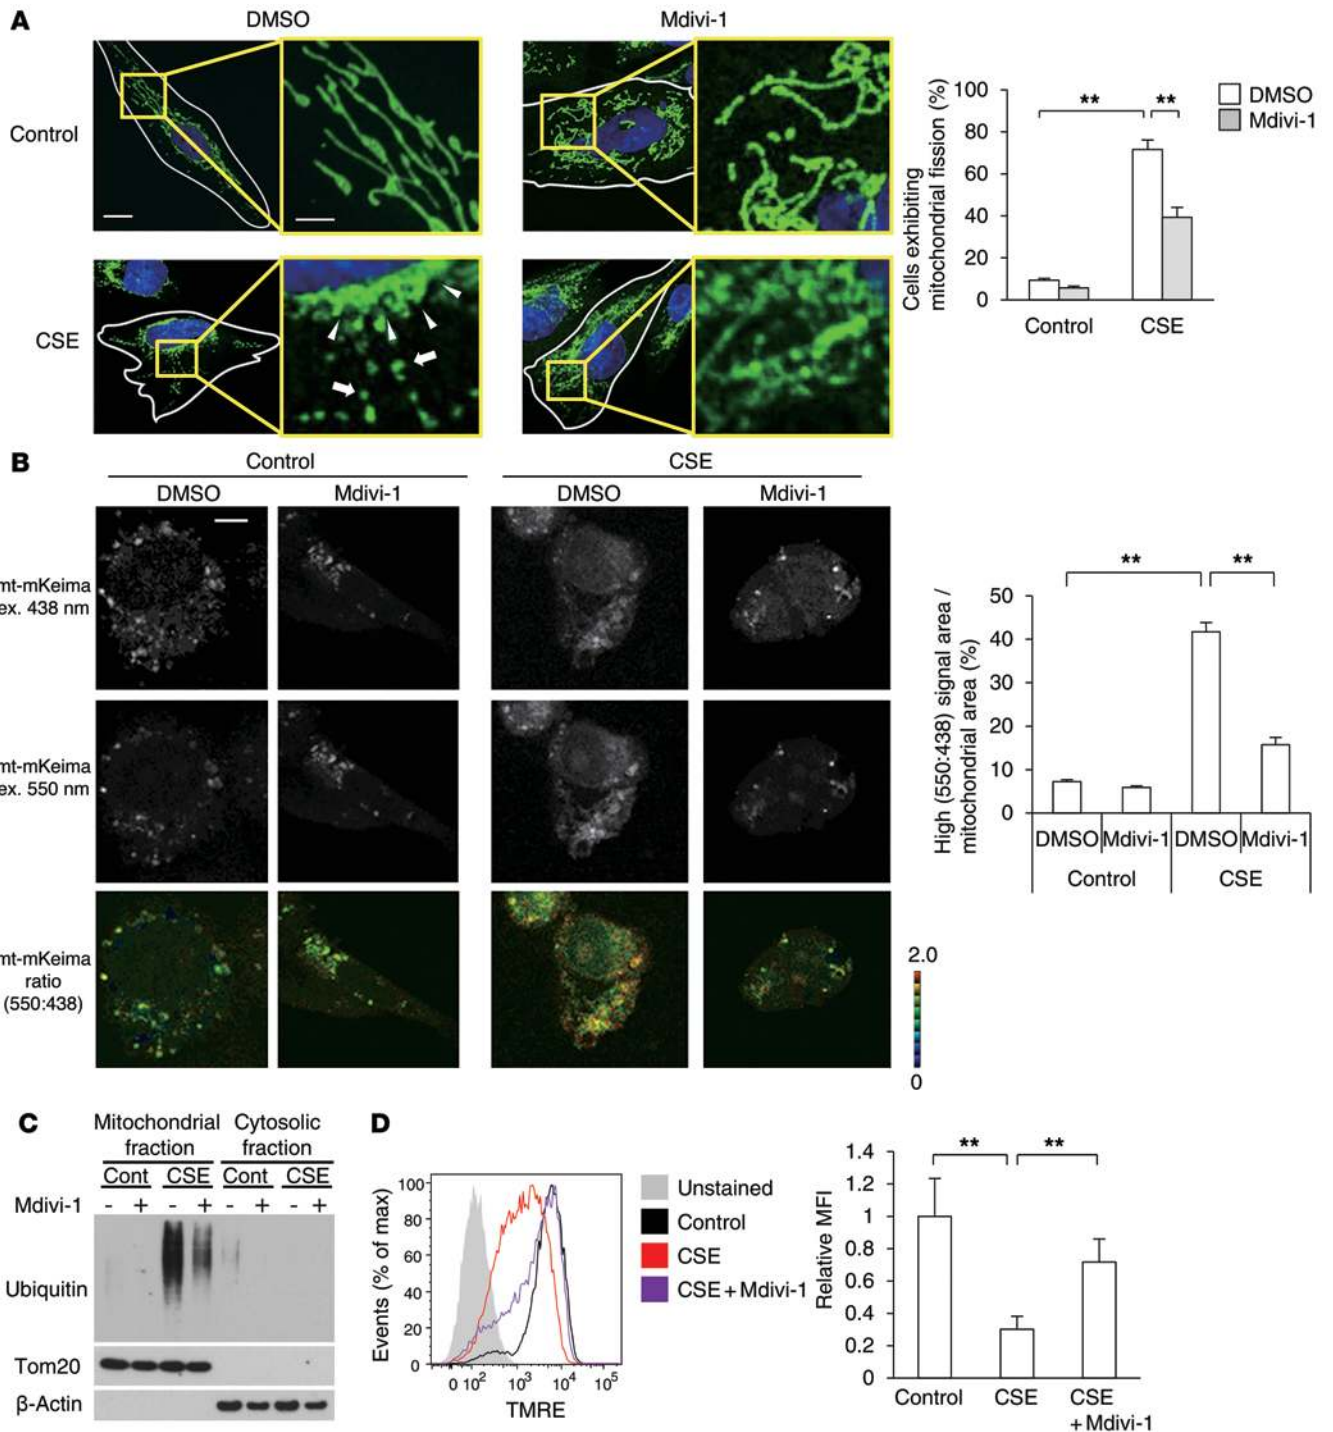 A
DMSO
Mdivi-1
Control
CSE
Cells exhibiting
mitochondrial fission (%)
100
80
60
40
20
0
**
**
DMSO
Mdivi-1
Control
CSE
B
Control
CSE
DMSO
Mdivi-1
DMSO
Mdivi-1
mt-mKeima
ex. 438 nm
mt-mKeima
ex. 550 nm
mt-mKeima
ratio
(550:438)
2.0
0
High (550:438) signal area /
mitochondrial area (%)
50
40
30
20
10
0
**
**
DMSO
Mdivi-1
DMSO
Mdivi-1
Control
CSE
C
Mitochondrial
fraction
Cytosolic
fraction
Cont
CSE
Cont
CSE
Mdivi-1
- + - + - + - +
Ubiquitin
Tom20
β-Actin
D
Events (% of max)
100
80
60
40
20
0
0 10² 10³ 10⁴ 10⁵
TMRE
Unstained
Control
CSE
CSE + Mdivi-1
Relative MFI
1.4
1.2
1
0.8
0.6
0.4
0.2
0
**
**
Control
CSE
CSE
+ Mdivi-1